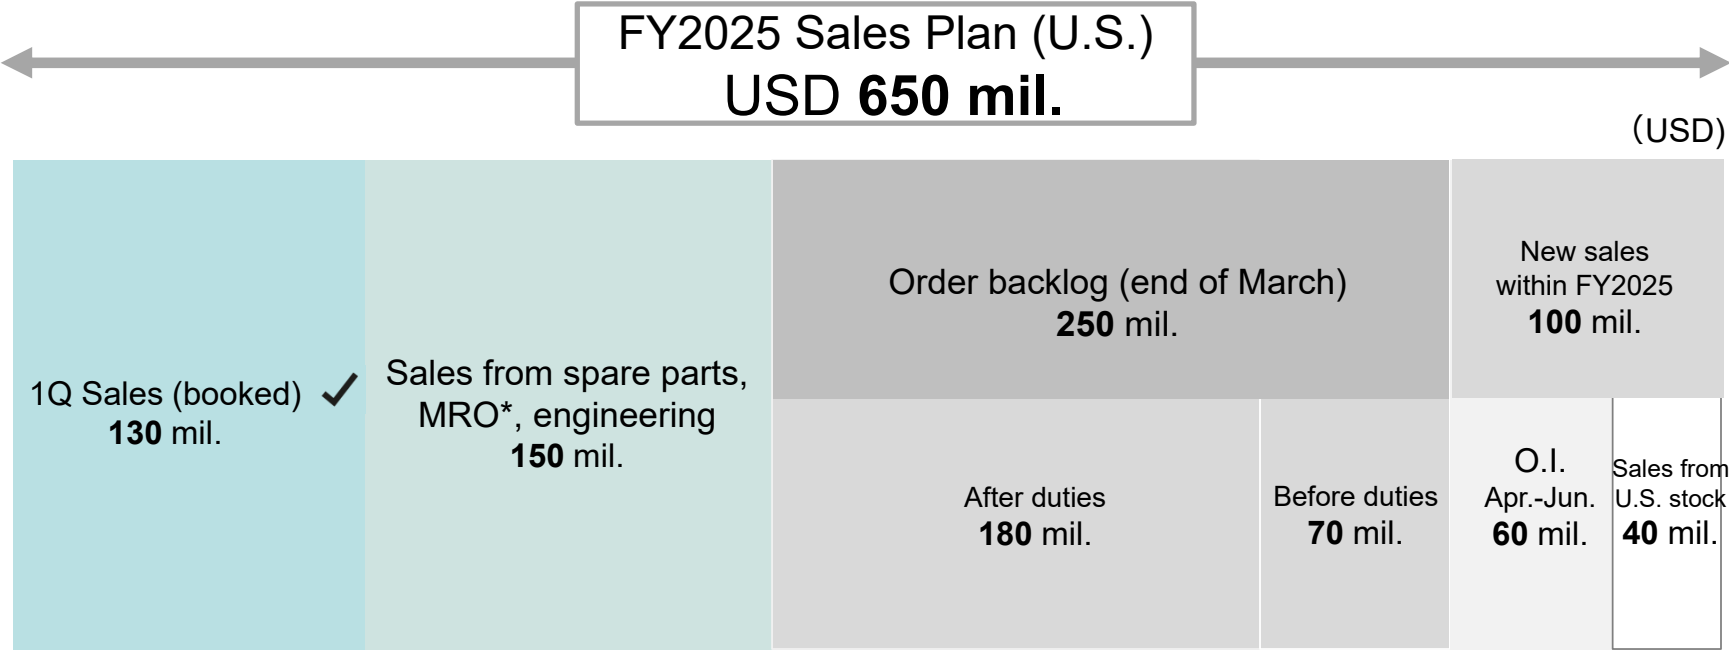 FY2025 Sales Plan (U.S.)
USD 650 mil.
(USD)
1Q Sales (booked) ✓
130 mil.
Sales from spare parts,
MRO*, engineering
150 mil.
Order backlog (end of March)
250 mil.
After duties
180 mil.
Before duties
70 mil.
New sales
within FY2025
100 mil.
O.I.
Apr.-Jun.
60 mil.
Sales from
U.S. stock
40 mil.